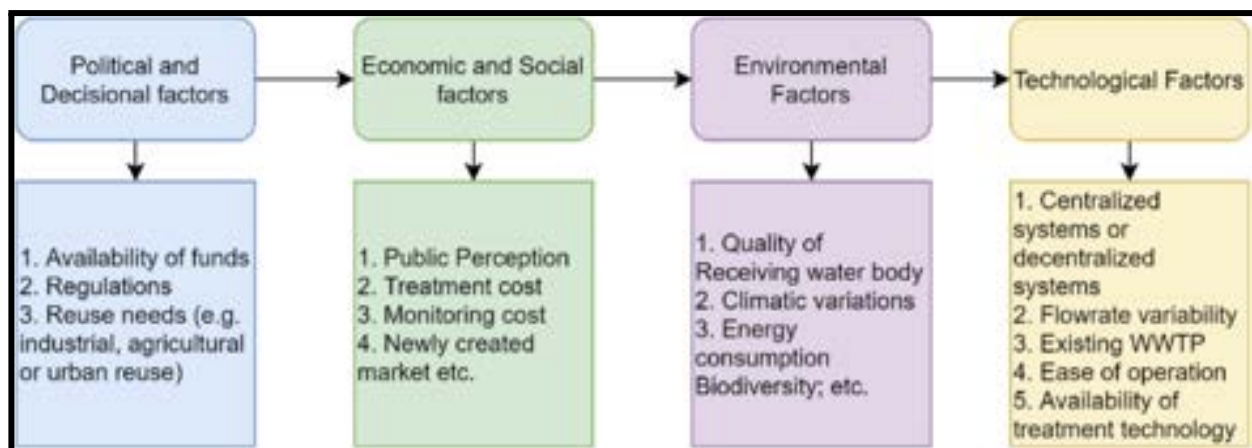 Political and
Decisional factors
Economic and Social
factors
Environmental
Factors
Technological Factors
1. Availability of funds
2. Regulations
3. Reuse needs (e.g.
industrial, agricultural
or urban reuse)
1. Public Perception
2. Treatment cost
3. Monitoring cost
4. Newly created
market etc.
1. Quality of
Receiving water body
2. Climatic variations
3. Energy
consumption
Biodiversity; etc.
1. Centralized
systems or
decentralized
systems
2. Flowrate variability
3. Existing WWTP
4. Ease of operation
5. Availability of
treatment technology